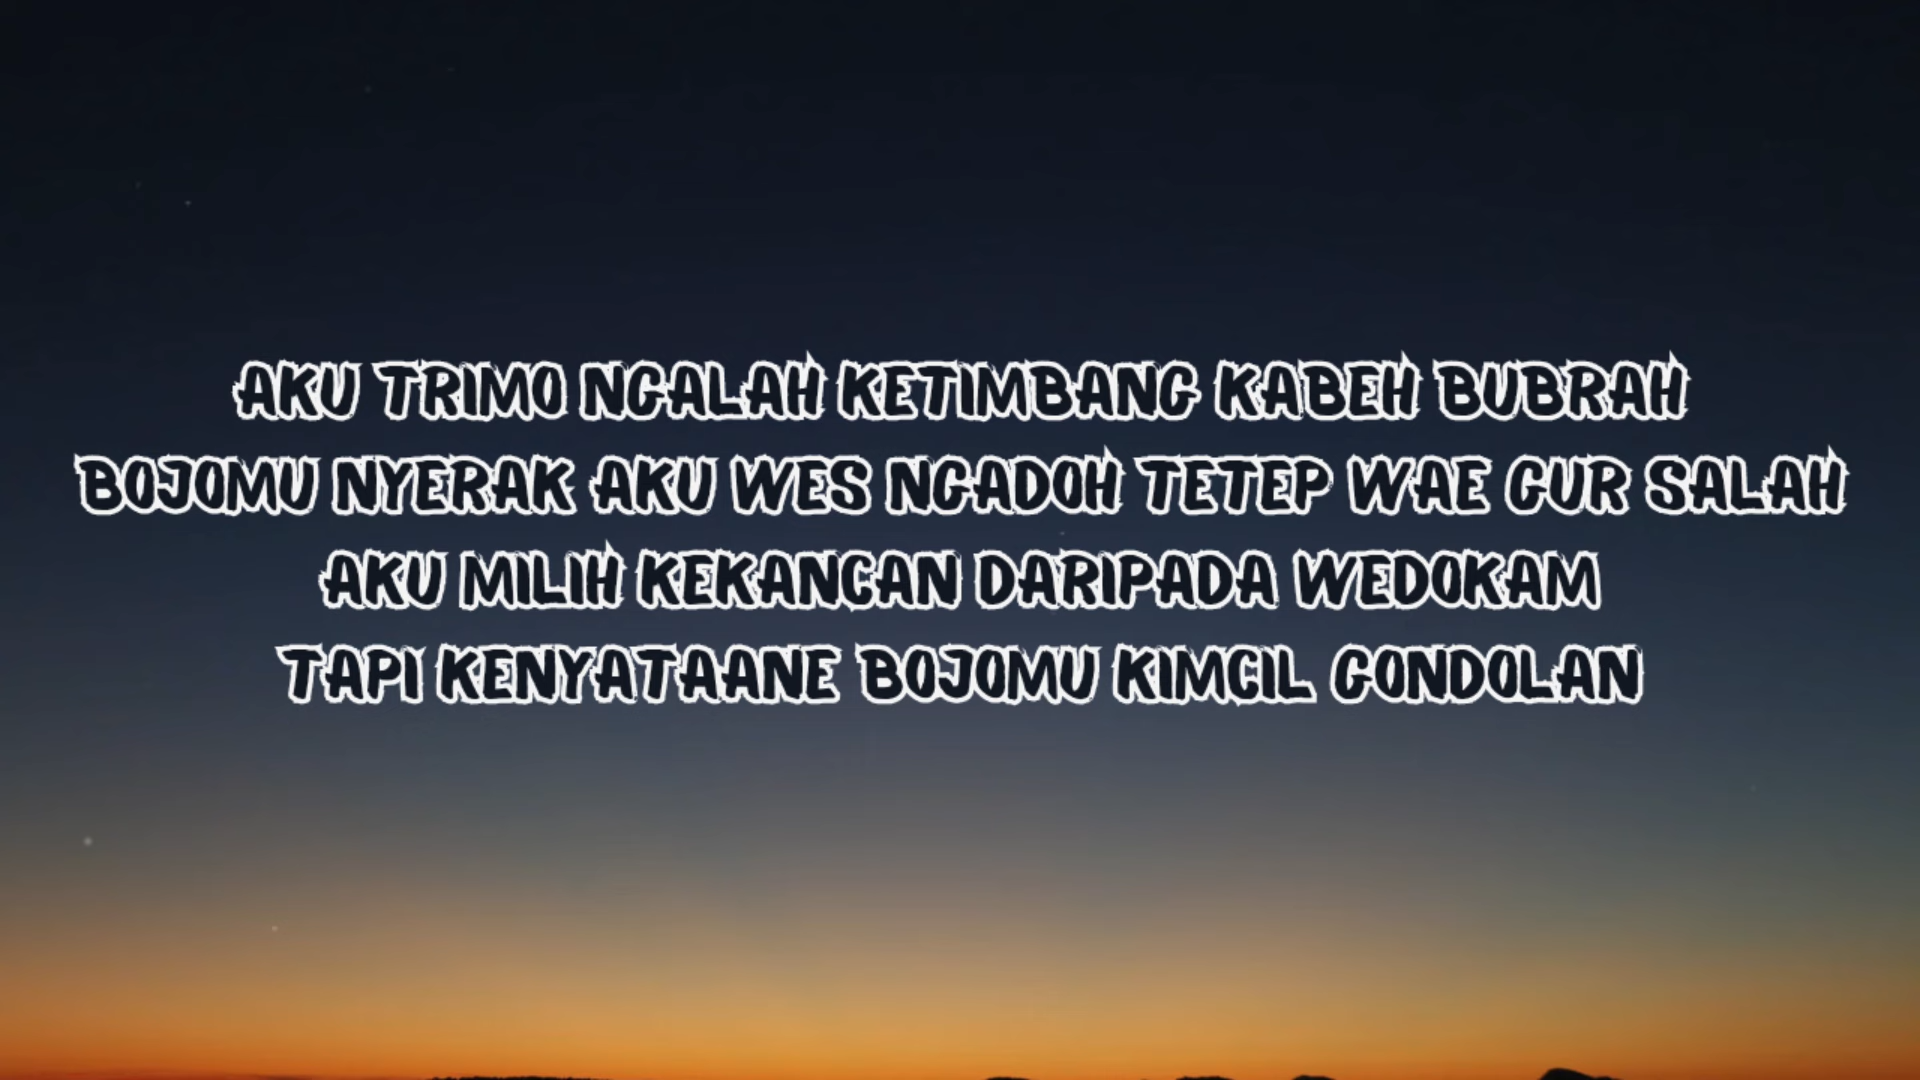 AKU TRIMO NGALAH KETIMBANG KABEH BUBRAH
BOJOMU NYERAK AKU WES NGADOH TETEP WAE GUR SALAH
AKU MILIH KEKANCAN DARIPADA WEDOKAM
TAPI KENYATAANE BOJOMU KIMCIL GONDOLAN